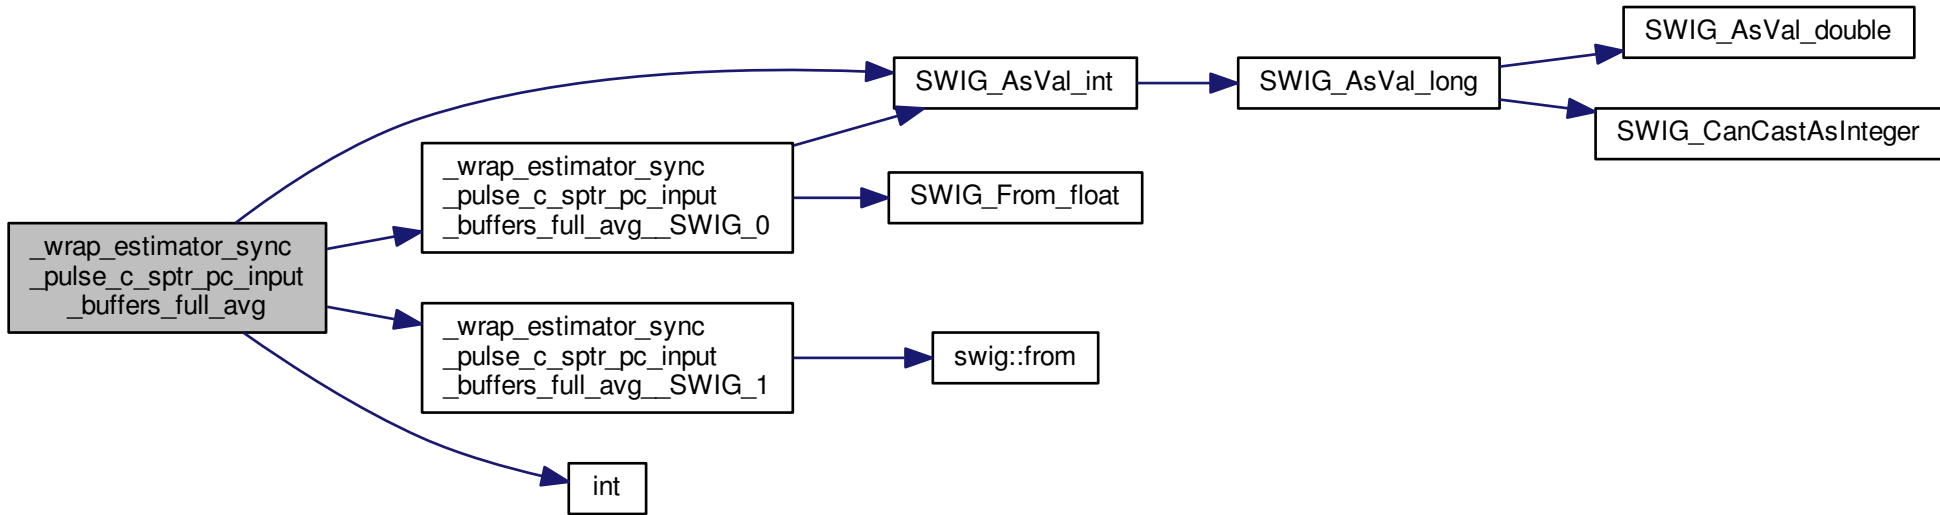 _wrap_estimator_sync
_pulse_c_sptr_pc_input
_buffers_full_avg
_wrap_estimator_sync
_pulse_c_sptr_pc_input
_buffers_full_avg__SWIG_0
_wrap_estimator_sync
_pulse_c_sptr_pc_input
_buffers_full_avg__SWIG_1
int
SWIG_AsVal_int
SWIG_From_float
swig::from
SWIG_AsVal_long
SWIG_AsVal_double
SWIG_CanCastAsInteger